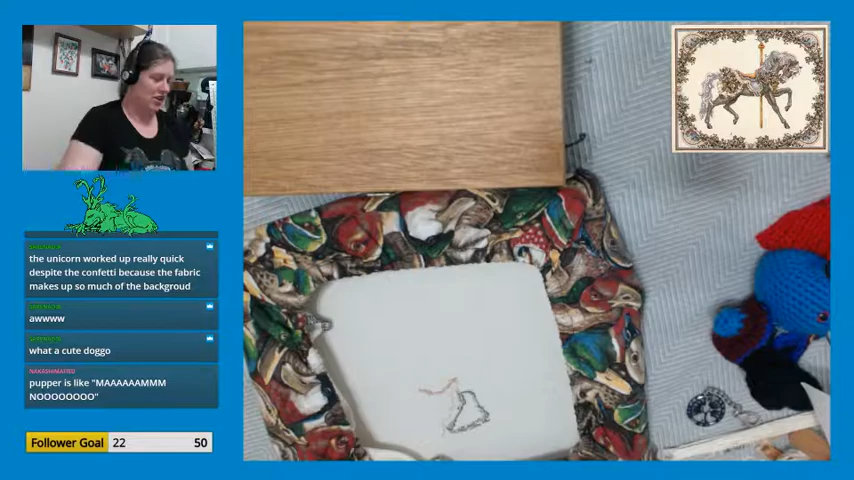 the unicorn worked up really quick
despite the confetti because the fabric
makes up so much of the backgroud
awwww
what a cute doggo
NAKASHIMAFIED
pupper is like "MAAAAAAMMM
NOOOOOOOO"
Follower Goal 22 50